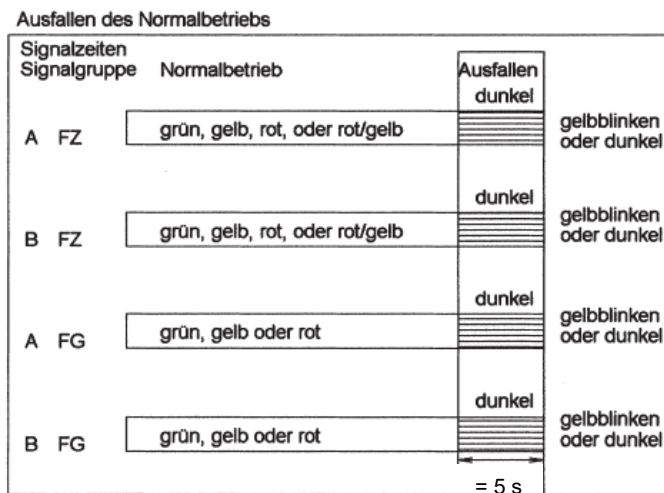 Ausfallen des Normalbetriebs
Signalzeiten
Signalgruppe Normalbetrieb Ausfallen
dunkel
A FZ grün, gelb, rot, oder rot/gelb gelbblinken
oder dunkel
dunkel
B FZ grün, gelb, rot, oder rot/gelb gelbblinken
oder dunkel
dunkel
A FG grün, gelb oder rot gelbblinken
oder dunkel
dunkel
B FG grün, gelb oder rot gelbblinken
oder dunkel
= 5 s